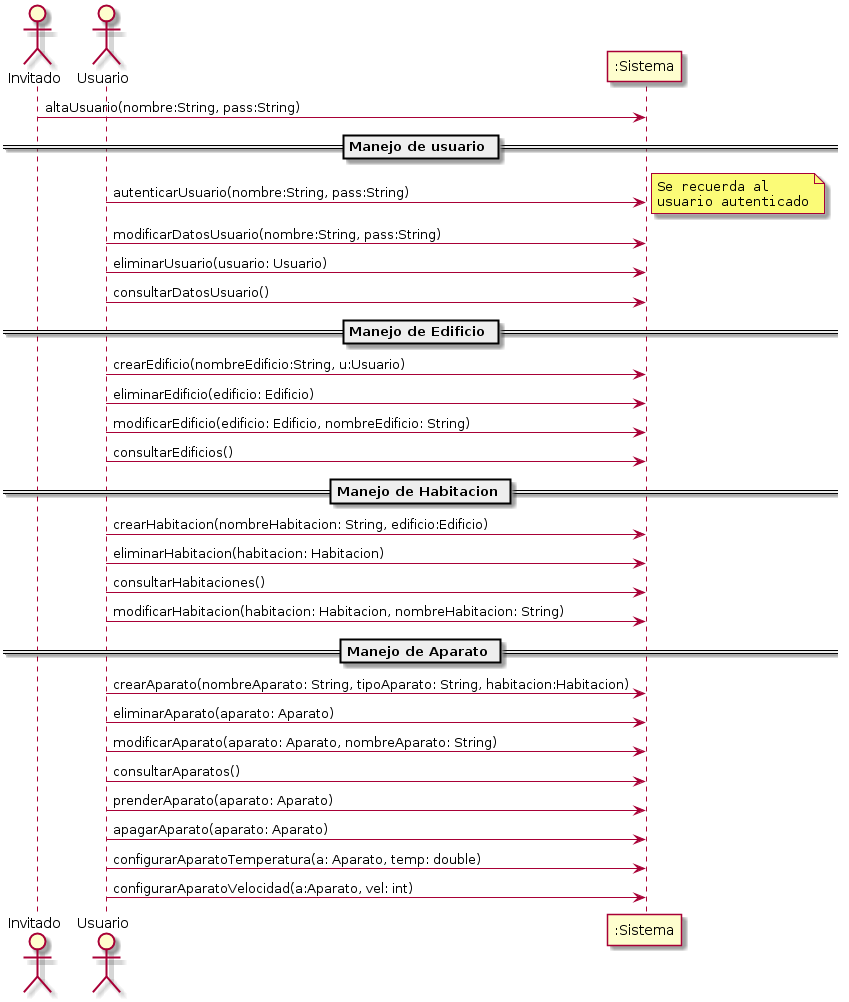 Invitado
Usuario
:Sistema
altaUsuario(nombre:String, pass:String)
Manejo de usuario
autenticarUsuario(nombre:String, pass:String)
Se recuerda al
usuario autenticado
modificarDatosUsuario(nombre:String, pass:String)
eliminarUsuario(usuario: Usuario)
consultarDatosUsuario()
Manejo de Edificio
crearEdificio(nombreEdificio:String, u:Usuario)
eliminarEdificio(edificio: Edificio)
modificarEdificio(edificio: Edificio, nombreEdificio: String)
consultarEdificios()
Manejo de Habitacion
crearHabitacion(nombreHabitacion: String, edificio:Edificio)
eliminarHabitacion(habitacion: Habitacion)
consultarHabitaciones()
modificarHabitacion(habitacion: Habitacion, nombreHabitacion: String)
Manejo de Aparato
crearAparato(nombreAparato: String, tipoAparato: String, habitacion:Habitacion)
eliminarAparato(aparato: Aparato)
modificarAparato(aparato: Aparato, nombreAparato: String)
consultarAparatos()
prenderAparato(aparato: Aparato)
apagarAparato(aparato: Aparato)
configurarAparatoTemperatura(a: Aparato, temp: double)
configurarAparatoVelocidad(a:Aparato, vel: int)
Invitado
Usuario
:Sistema